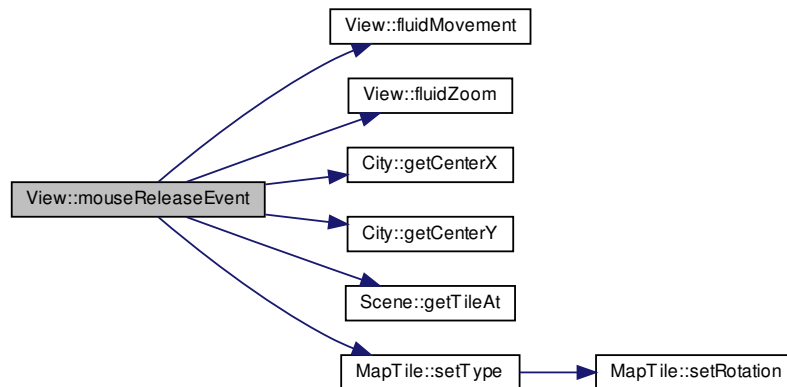 View::fluidMovement
View::fluidZoom
City::getCenterX
View::mouseReleaseEvent
City::getCenterY
Scene::getTileAt
MapTile::setType
MapTile::setRotation